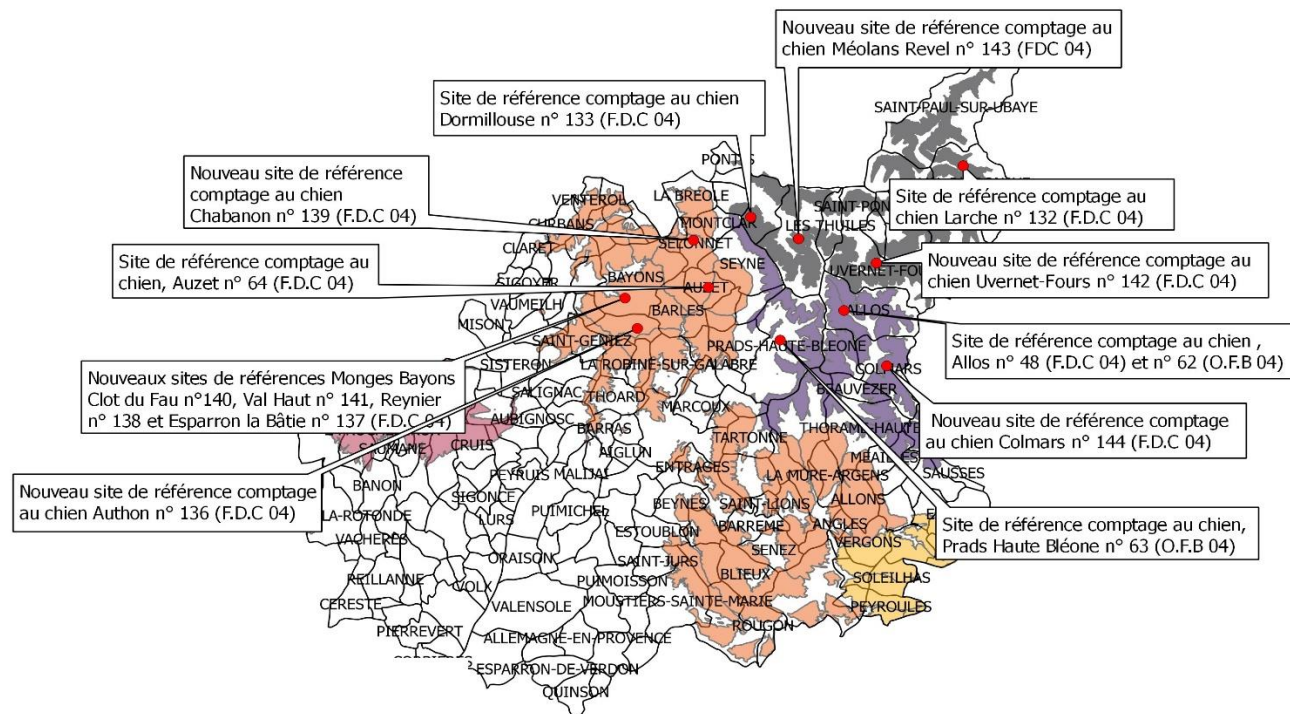 Nouveau site de référence comptage au
chien Méolans Revel n° 143 (FDC 04)
Site de référence comptage au chien
Dormillouse n° 133 (F.D.C 04)
Nouveau site de référence
comptage au chien
Chabanon n° 139 (F.D.C 04)
Site de référence comptage au
chien, Auzet n° 64 (F.D.C 04)
Nouveaux sites de références Monges Bayons
Clot du Fau n°140, Val Haut n° 141, Reynier
n° 138 et Esparron la Bâtie n° 137 (F.D.C 04)
Nouveau site de référence comptage
au chien Authon n° 136 (F.D.C 04)
Site de référence comptage au
chien Larche n° 132 (F.D.C 04)
Nouveau site de référence comptage au
chien Uvernet-Fours n° 142 (F.D.C 04)
Site de référence comptage au chien ,
Allos n° 48 (F.D.C 04) et n° 62 (O.F.B 04)
Nouveau site de référence comptage
au chien Colmars n° 144 (F.D.C 04)
Site de référence comptage au chien,
Prads Haute Bléone n° 63 (O.F.B 04)
SAINT-PAUL-SUR-UBAYE
PONTIS
LA BREOLE
VENTEROL
CURBANS
MONTCLAR
LES THUILES
CLARET
SELONNET
SEYNE
BAYONS
SIGOYER
AUZET
VAUMEILH
BARLES
ALLOS
MISON
SAINT-GENIEZ
PRADS-HAUTE-BLEONE
SISTERON
LA ROBINE-SUR-GALABRE
COLMARS
BEAUVEZER
SALIGNAC
THOARD
MARCOUX
AUBIGNOSC
BARRAS
TARTONNE
THORAME-HAUTE
CRUIS
SAUMANE
AIGLUN
MEAILLES
ENTRAGES
LA MURE-ARGENS
SAUSSES
PEYRUIS
MALIJAI
BANON
SIGONCE
BEYNES
SAINT-LIONS
ALLONS
LA-ROTONDE
LURS
PUIMICHEL
BARREME
ANGLES
VACHERES
ESTOUBLON
VERGONS
ORAISON
SAINT-JURS
SENEZ
REILLANNE
VOLX
PUIMOISSON
BLIEUX
SOLEILHAS
CERESTE
VALENSOLE
MOUSTIERS-SAINTE-MARIE
PEYROULES
PIERREVERT
ALLEMAGNE-EN-PROVENCE
ROUGON
ESPARRON-DE-VERDON
QUINSON